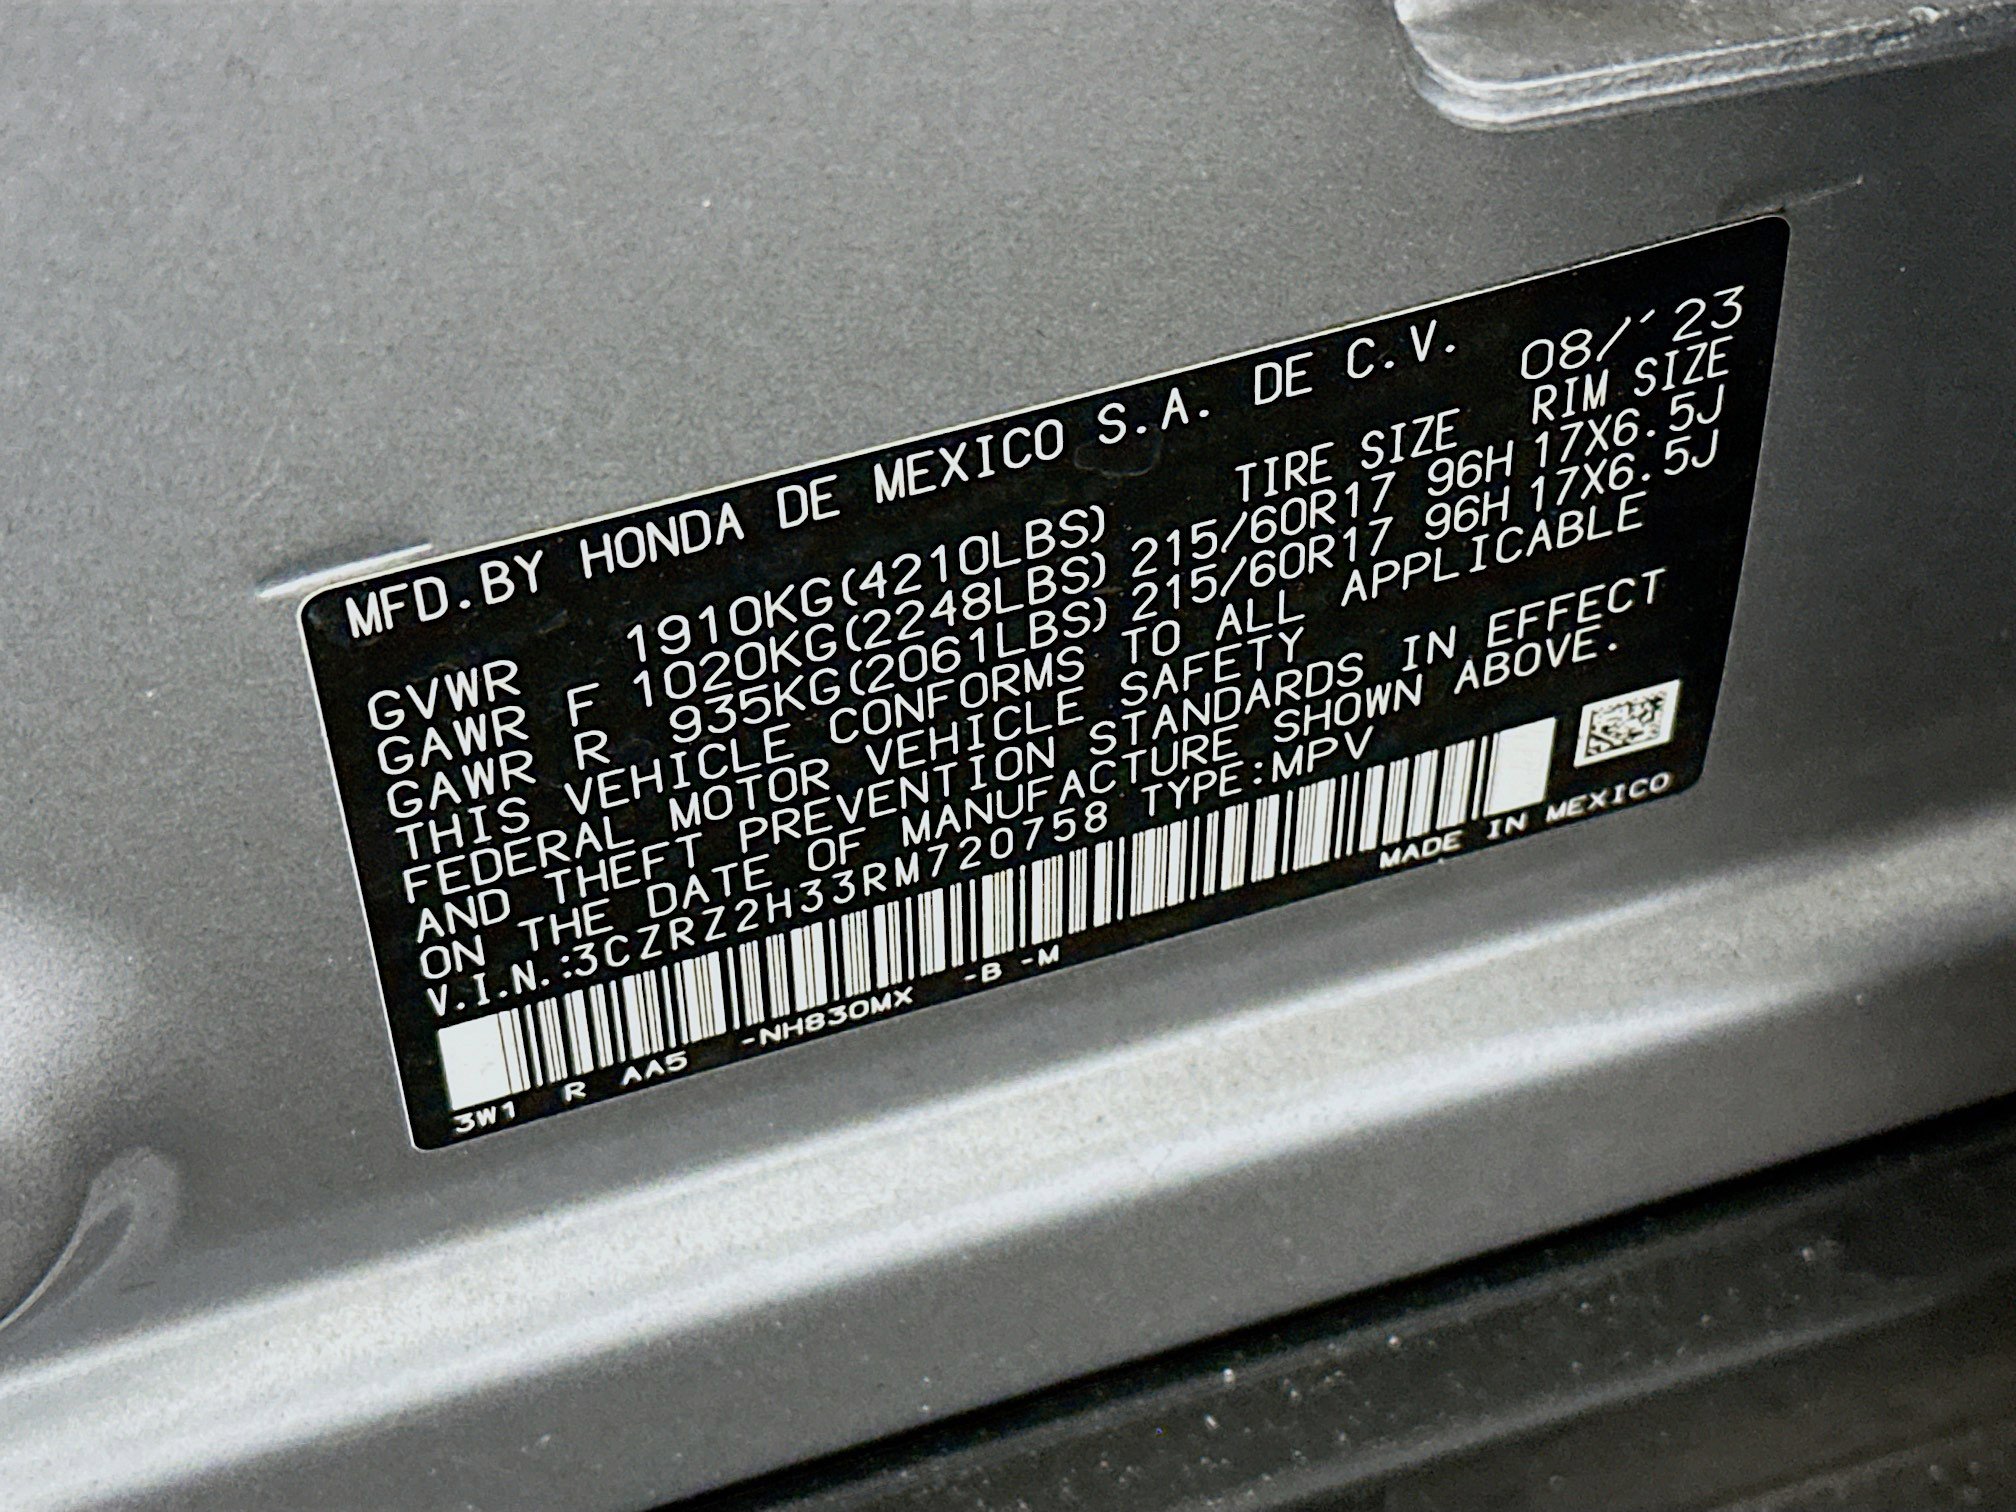 MFD.BY HONDA DE MEXICO S.A. DE C.V. 08/'23
GVWR 1910KG(4210LBS) TIRE SIZE RIM SIZE
GAWR F 1020KG(2248LBS) 215/60R17 96H 17X6.5J
GAWR R 935KG(2061LBS) 215/60R17 96H 17X6.5J
THIS VEHICLE CONFORMS TO ALL APPLICABLE
FEDERAL MOTOR VEHICLE SAFETY
AND THEFT PREVENTION STANDARDS IN EFFECT
ON THE DATE OF MANUFACTURE SHOWN ABOVE.
V.I.N.:3CZRZ2H33RM720758 TYPE:MPV
3W1 R AA5 -NH830MX -B -M MADE IN MEXICO